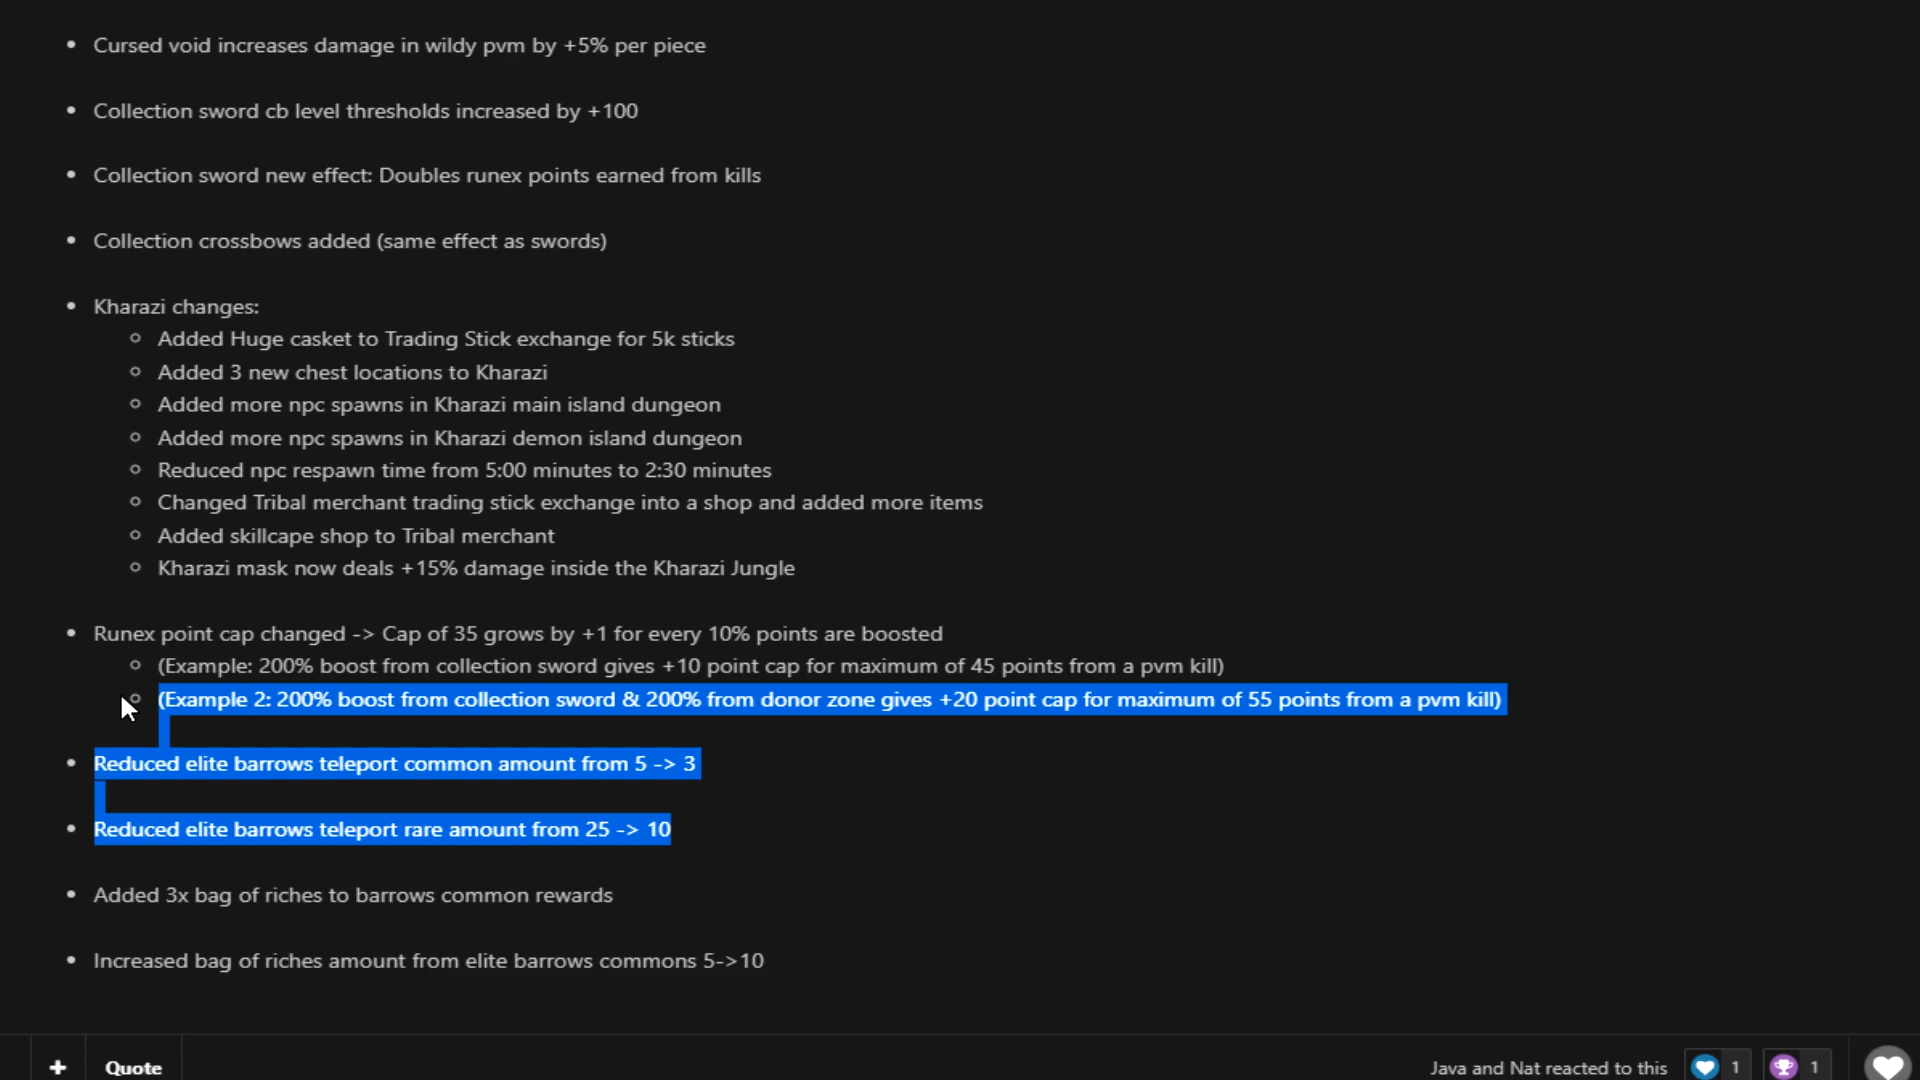 Cursed void increases damage in wildy pvm by +5% per piece
Collection sword cb level thresholds increased by +100
Collection sword new effect: Doubles runex points earned from kills
Collection crossbows added (same effect as swords)
Kharazi changes:
Added Huge casket to Trading Stick exchange for 5k sticks
Added 3 new chest locations to Kharazi
Added more npc spawns in Kharazi main island dungeon
Added more npc spawns in Kharazi demon island dungeon
Reduced npc respawn time from 5:00 minutes to 2:30 minutes
Changed Tribal merchant trading stick exchange into a shop and added more items
Added skillcape shop to Tribal merchant
Kharazi mask now deals +15% damage inside the Kharazi Jungle
Runex point cap changed -> Cap of 35 grows by +1 for every 10% points are boosted
(Example: 200% boost from collection sword gives +10 point cap for maximum of 45 points from a pvm kill)
(Example 2: 200% boost from collection sword & 200% from donor zone gives +20 point cap for maximum of 55 points from a pvm kill)
Reduced elite barrows teleport common amount from 5 -> 3
Reduced elite barrows teleport rare amount from 25 -> 10
Added 3x bag of riches to barrows common rewards
Increased bag of riches amount from elite barrows commons 5->10
+ Quote Java and Nat reacted to this 1 1